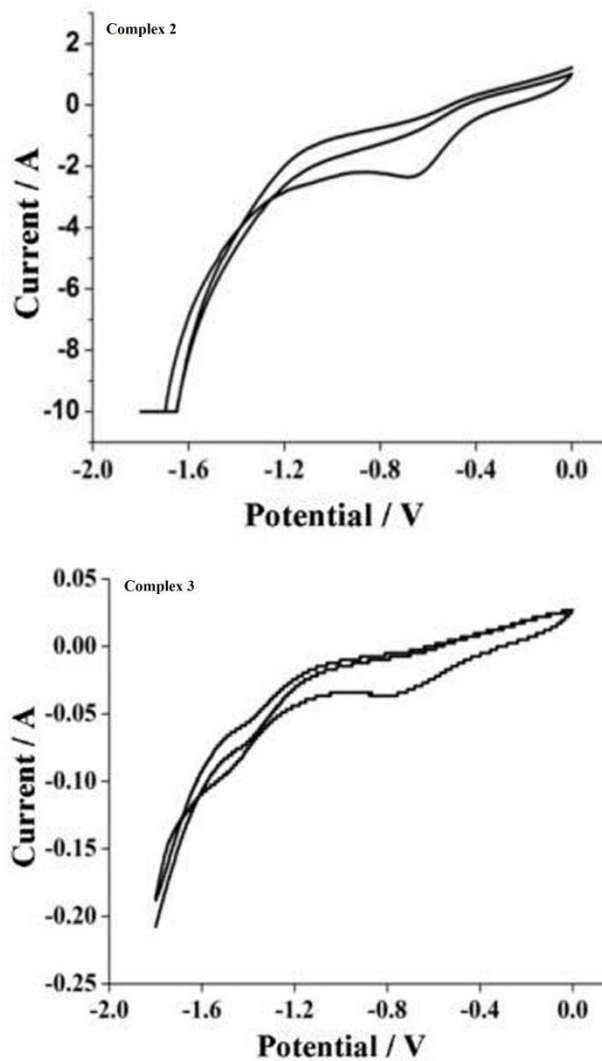 Complex 2
2
0
-2
-4
-6
-8
-10
Current / A
-2.0 -1.6 -1.2 -0.8 -0.4 0.0
Potential / V
Complex 3
0.05
0.00
-0.05
-0.10
-0.15
-0.20
-0.25
Current / A
-2.0 -1.6 -1.2 -0.8 -0.4 0.0
Potential / V